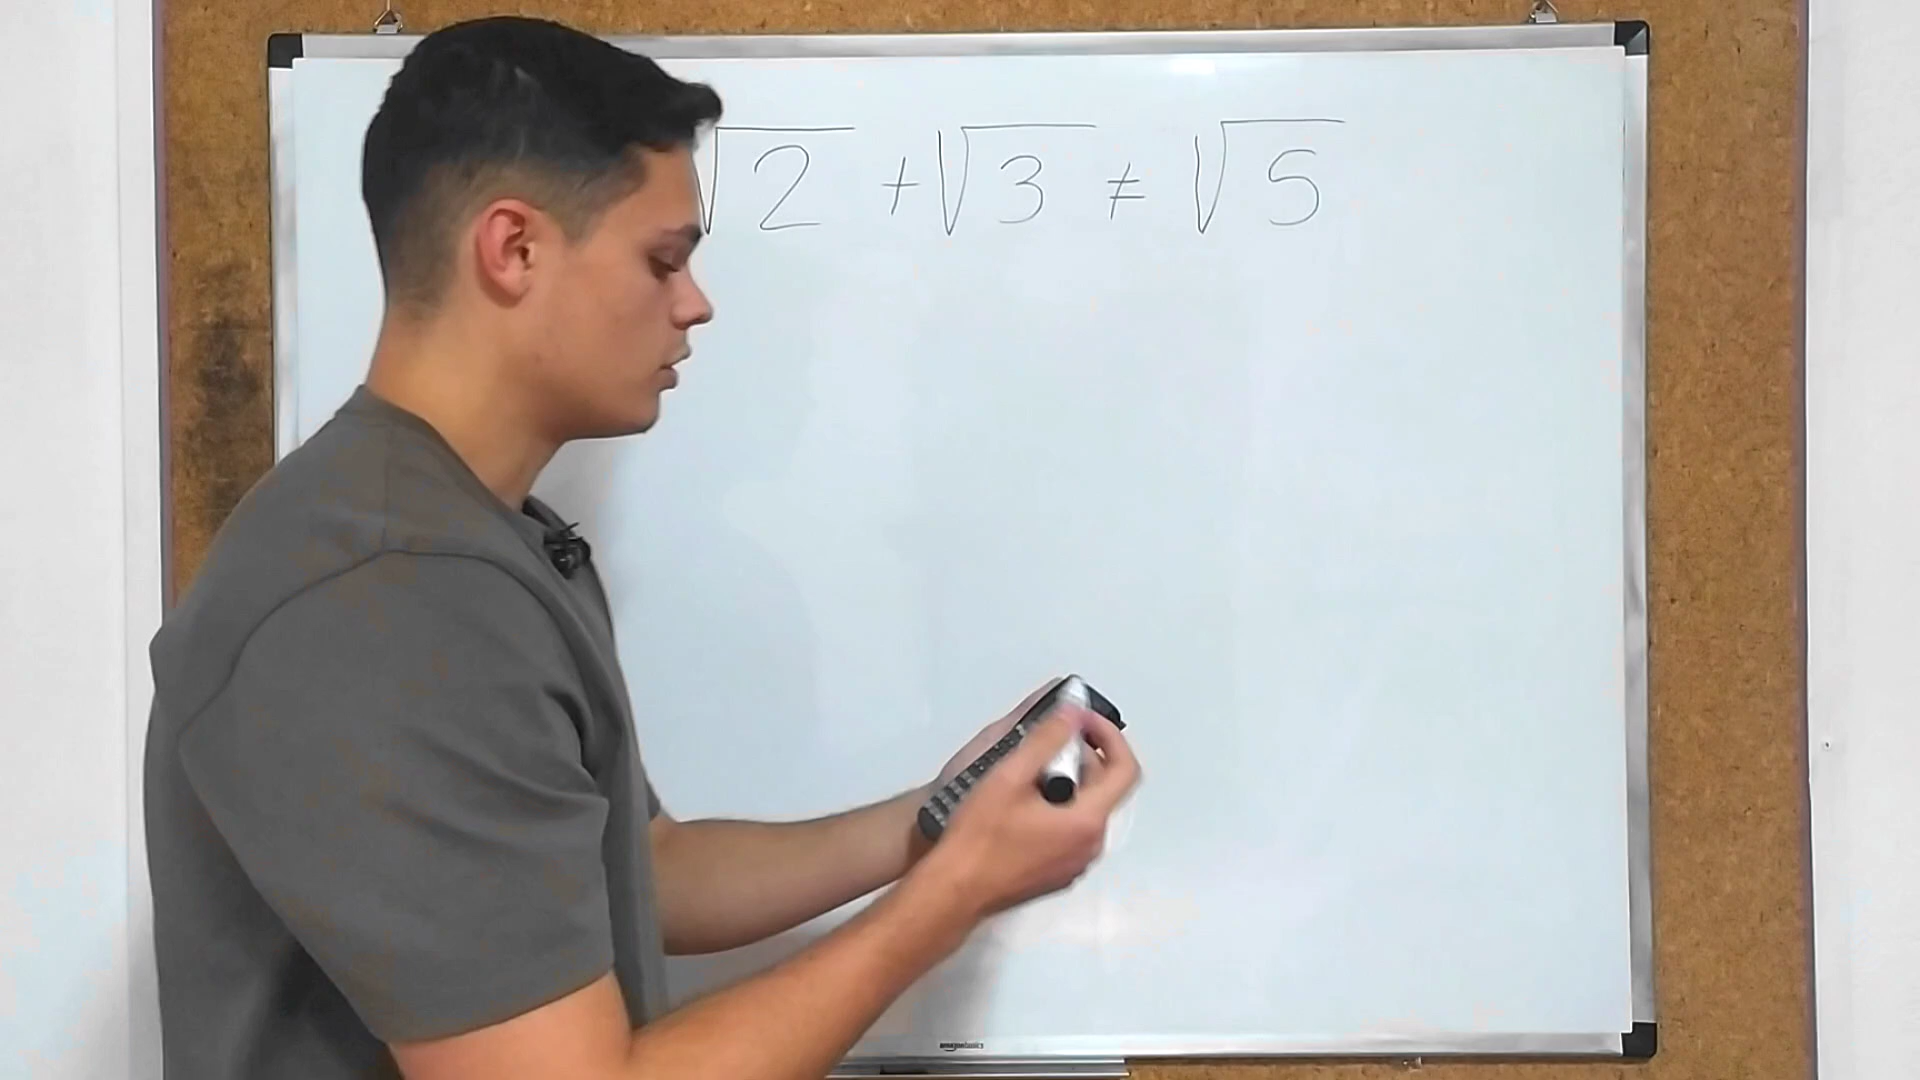 √2 + √3 ≠ √5
amazonbasics